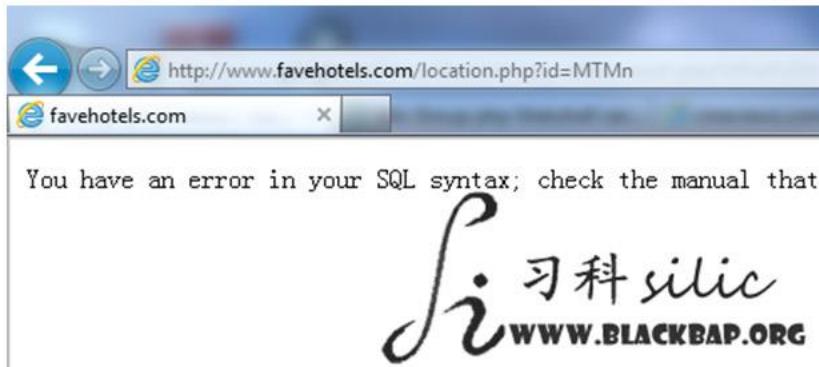 http://www.favehotels.com/location.php?id=MTMn
favehotels.com
You have an error in your SQL syntax; check the manual that
习科 silic
WWW.BLACKBAP.ORG